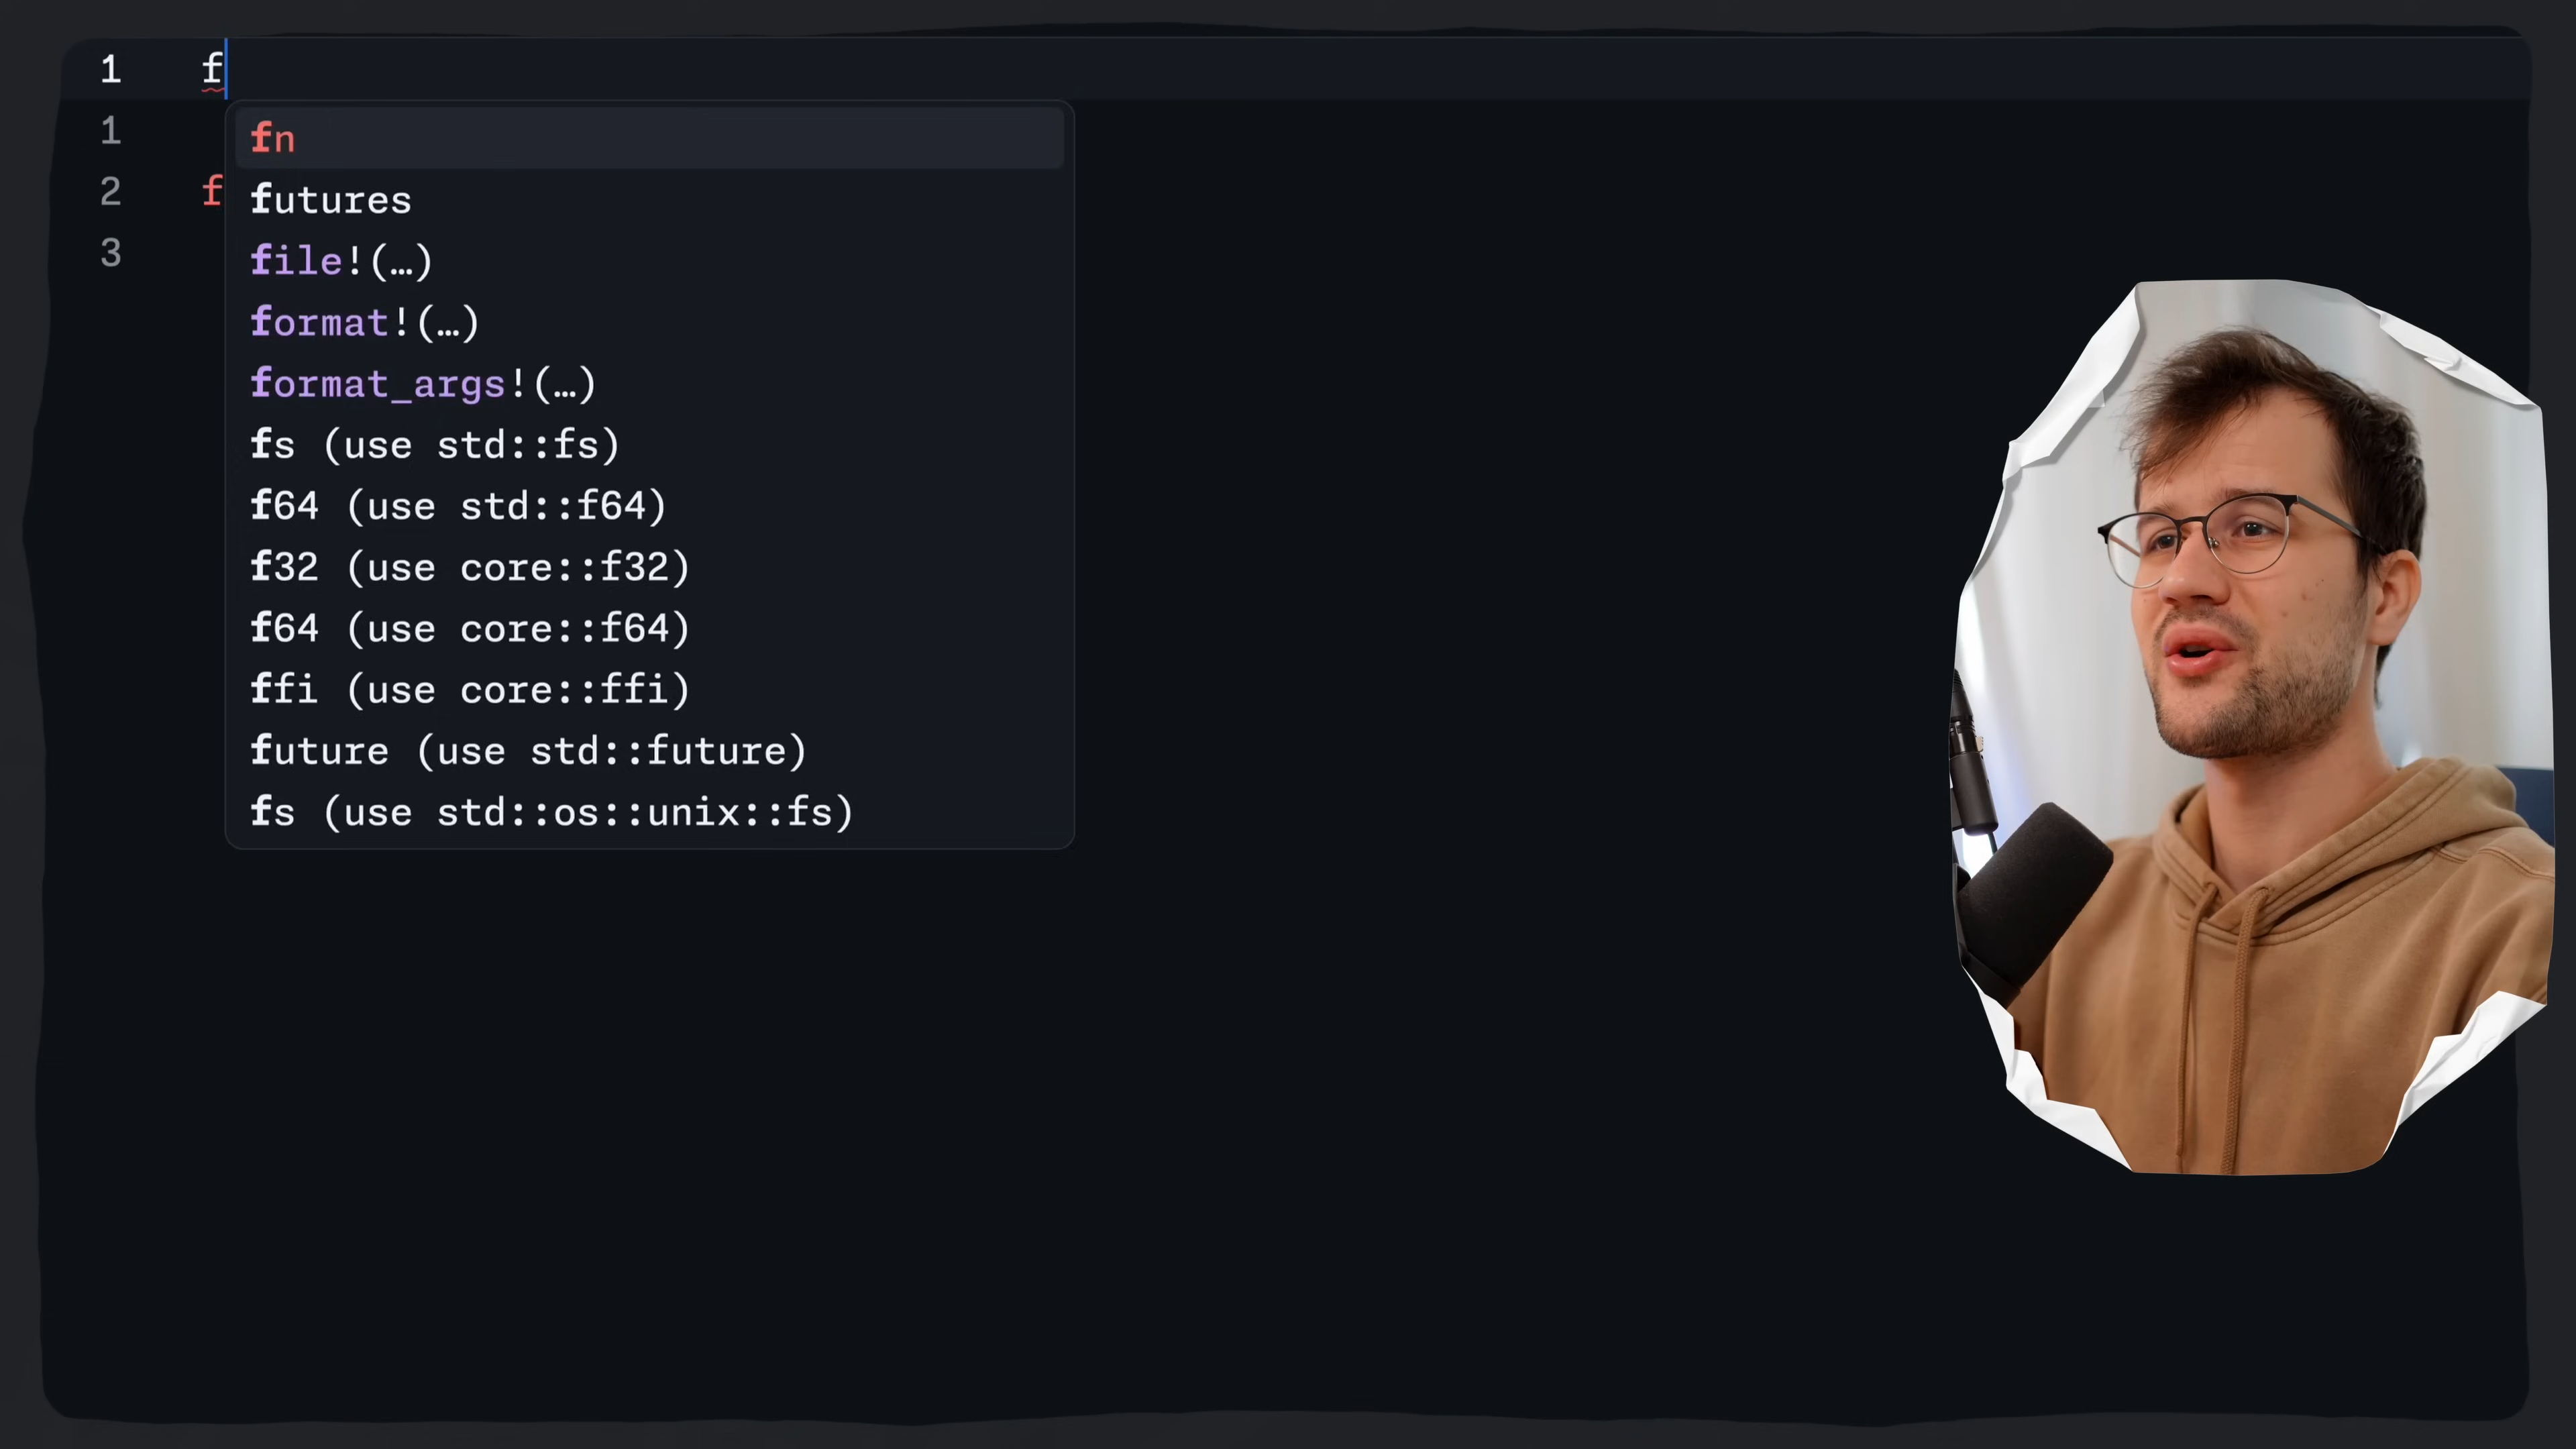 1 f
fn
1
futures
2 f
file!(…)
3
format!(…)
format_args!(…)
fs (use std::fs)
f64 (use std::f64)
f32 (use core::f32)
f64 (use core::f64)
ffi (use core::ffi)
future (use std::future)
fs (use std::os::unix::fs)